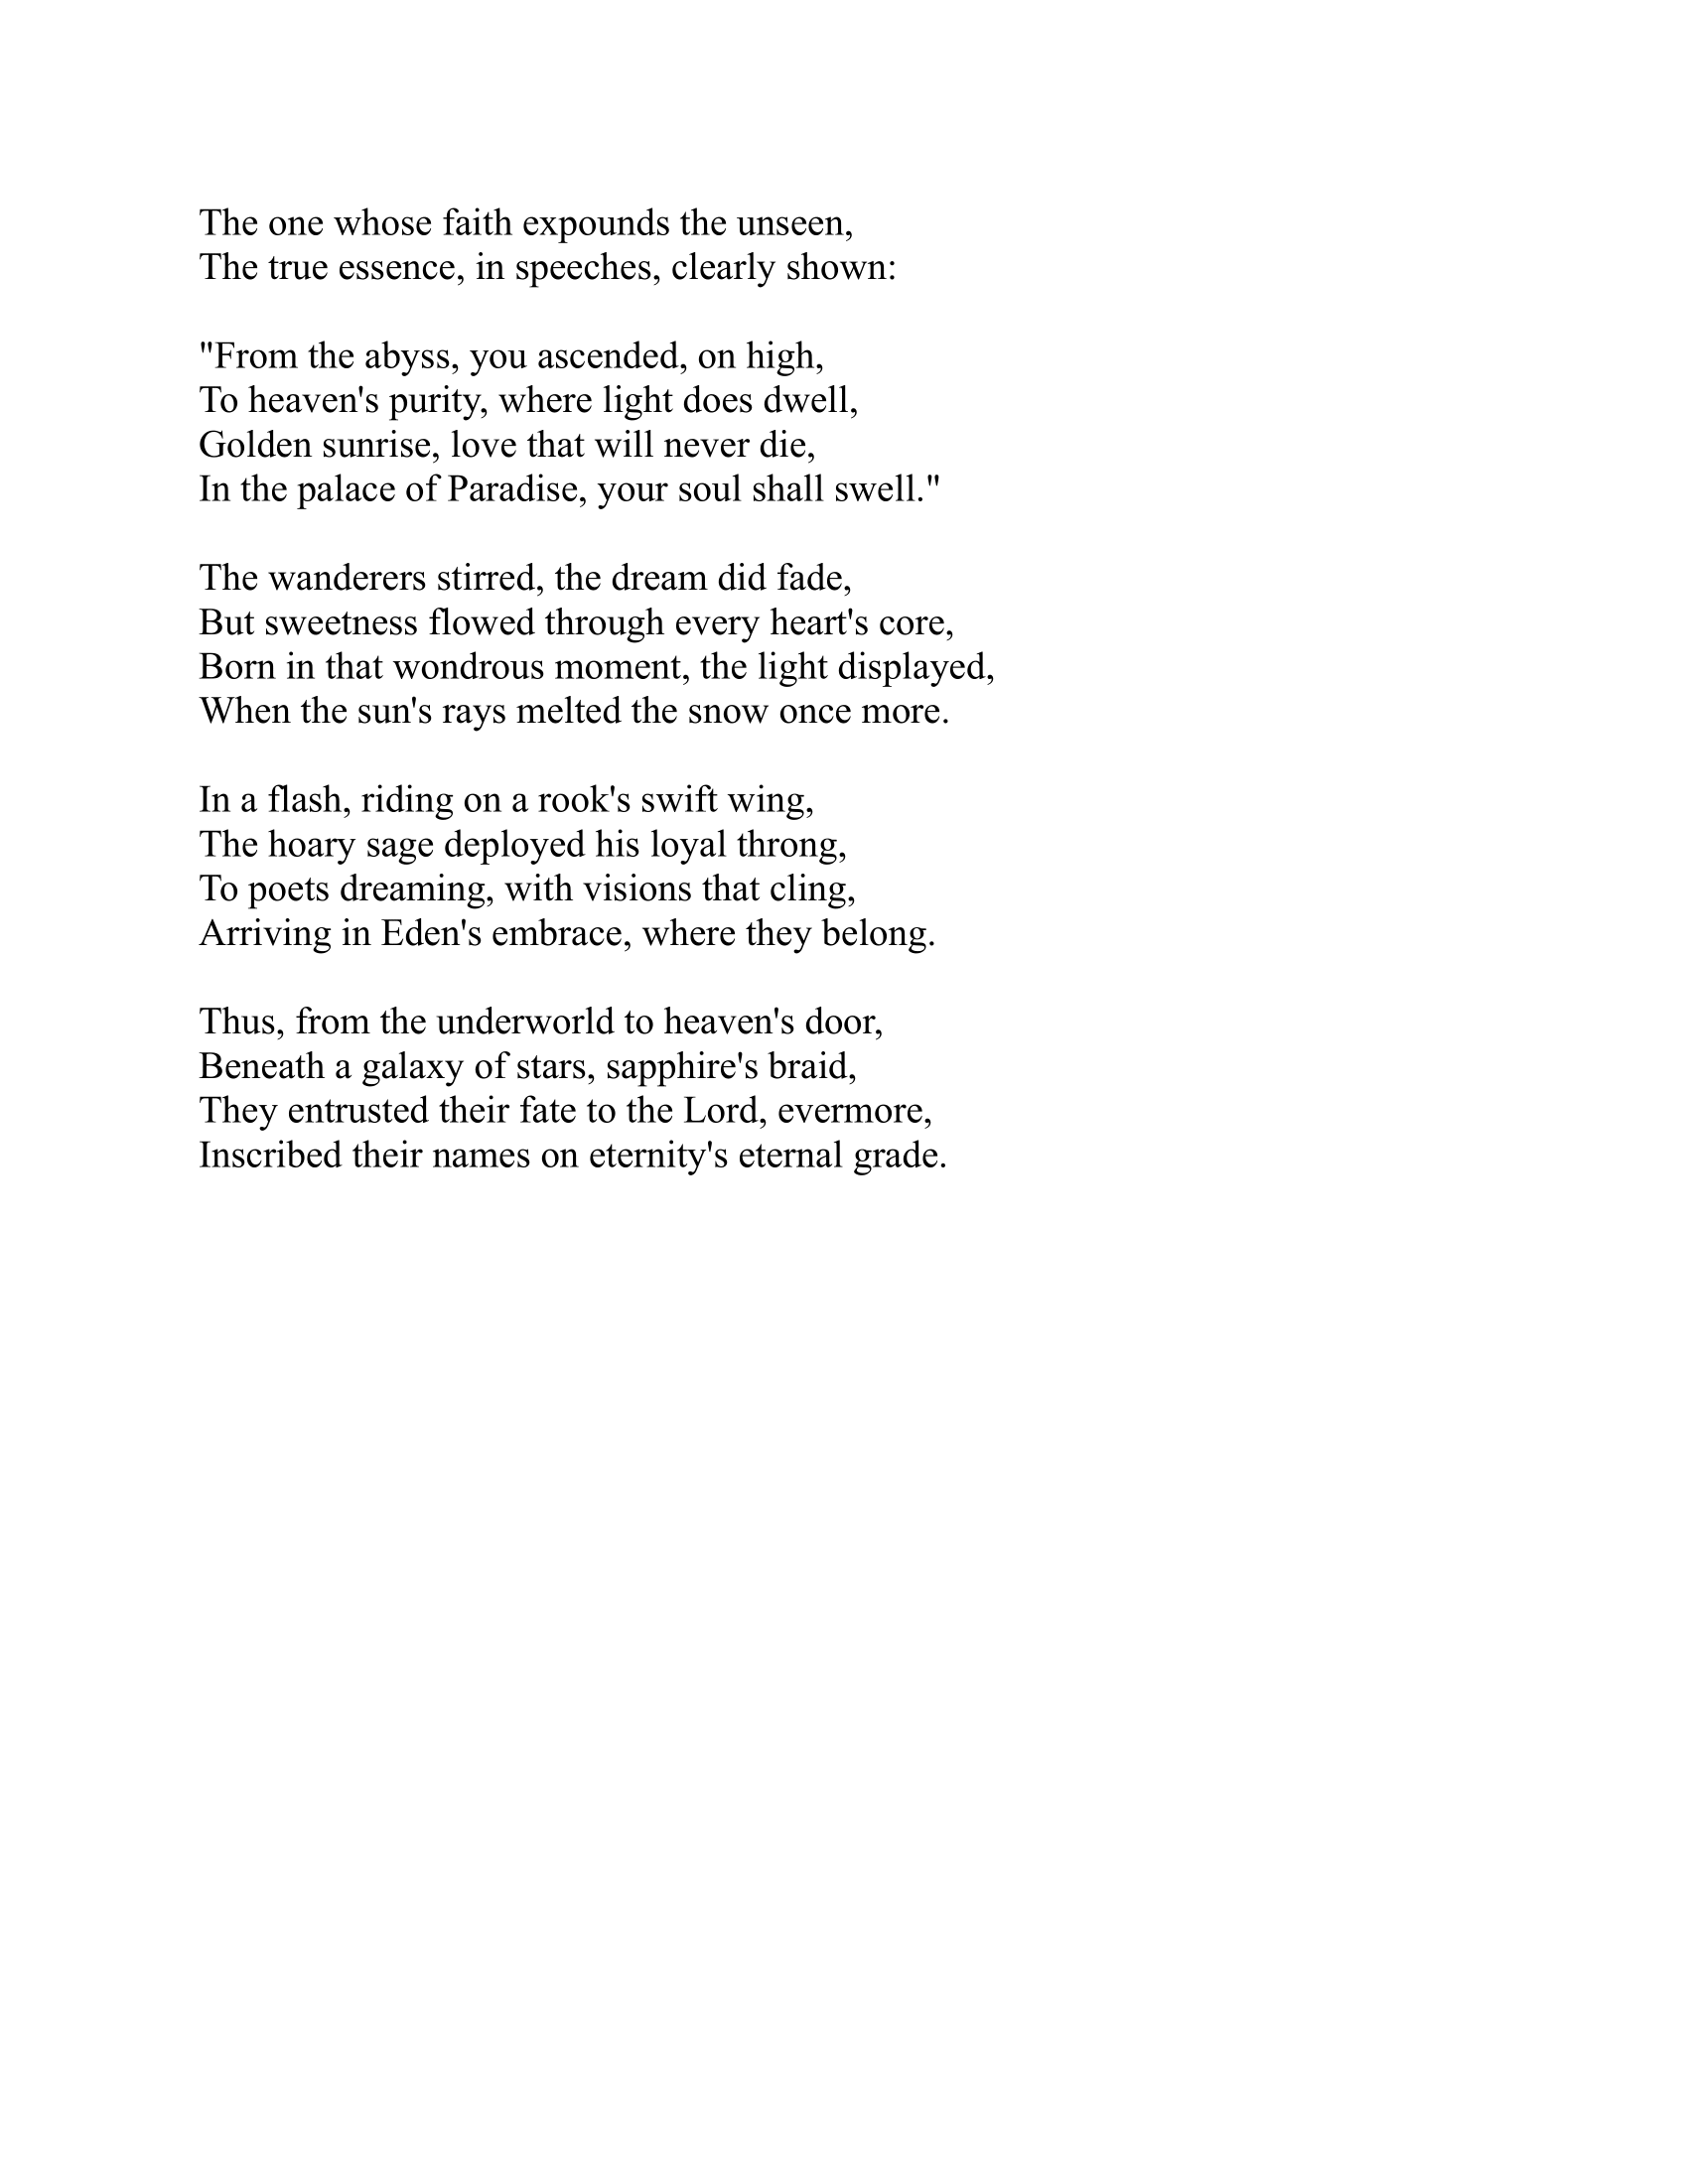 The one whose faith expounds the unseen,
The true essence, in speeches, clearly shown:
"From the abyss, you ascended, on high,
To heaven's purity, where light does dwell,
Golden sunrise, love that will never die,
In the palace of Paradise, your soul shall swell."
The wanderers stirred, the dream did fade,
But sweetness flowed through every heart's core,
Born in that wondrous moment, the light displayed,
When the sun's rays melted the snow once more.
In a flash, riding on a rook's swift wing,
The hoary sage deployed his loyal throng,
To poets dreaming, with visions that cling,
Arriving in Eden's embrace, where they belong.
Thus, from the underworld to heaven's door,
Beneath a galaxy of stars, sapphire's braid,
They entrusted their fate to the Lord, evermore,
Inscribed their names on eternity's eternal grade.